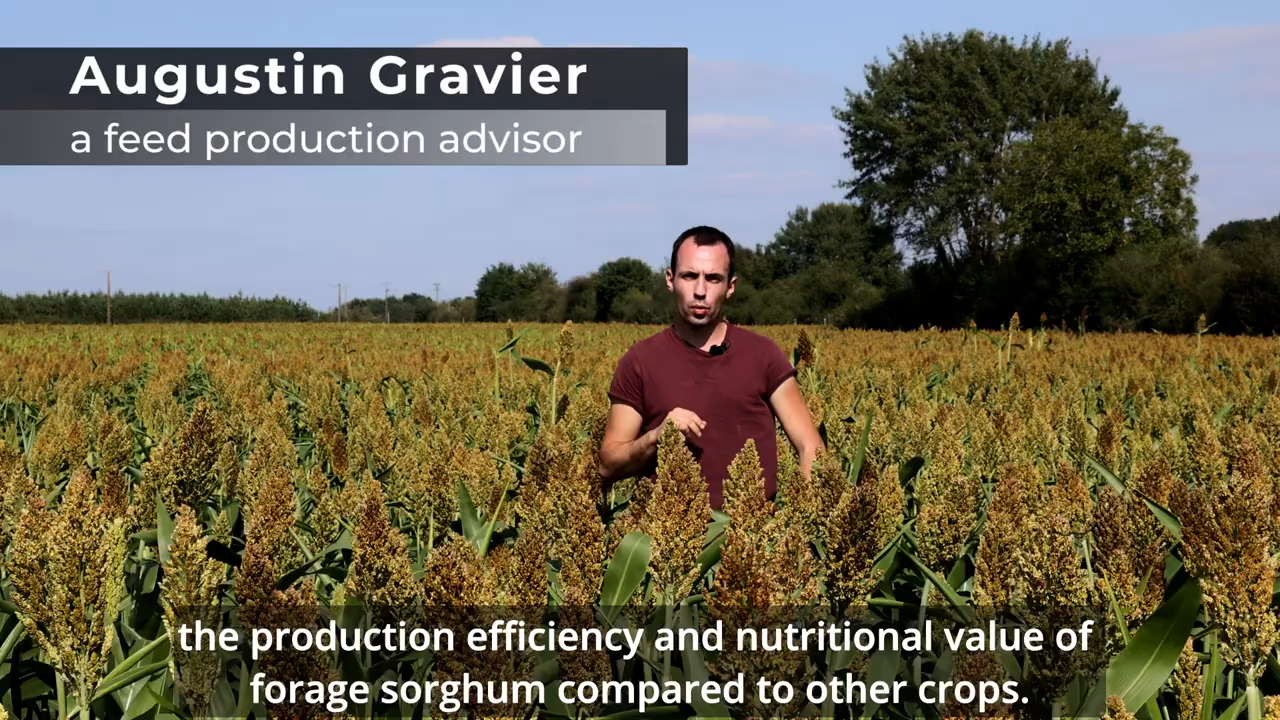 Augustin Gravier
a feed production advisor
the production efficiency and nutritional value of
forage sorghum compared to other crops.